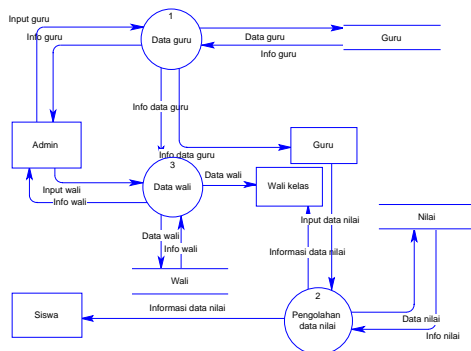 1
Input guru
Info guru
Data guru
Data guru
Info guru
Guru
Info data guru
Info data guru
Admin
Guru
3
Data wali
Data wali
Wali kelas
Input wali
Info wali
Data wali
Info wali
Wali
Input data nilai
Informasi data nilai
Nilai
Siswa
Informasi data nilai
2
Pengolahan
data nilai
Data nilai
Info nilai